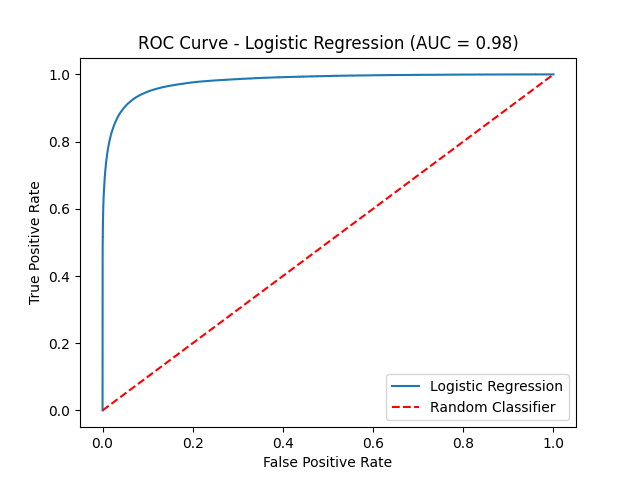 ROC Curve - Logistic Regression (AUC = 0.98)
True Positive Rate
1.0
0.8
0.6
0.4
0.2
0.0
0.0 0.2 0.4 0.6 0.8 1.0
False Positive Rate
Logistic Regression
Random Classifier